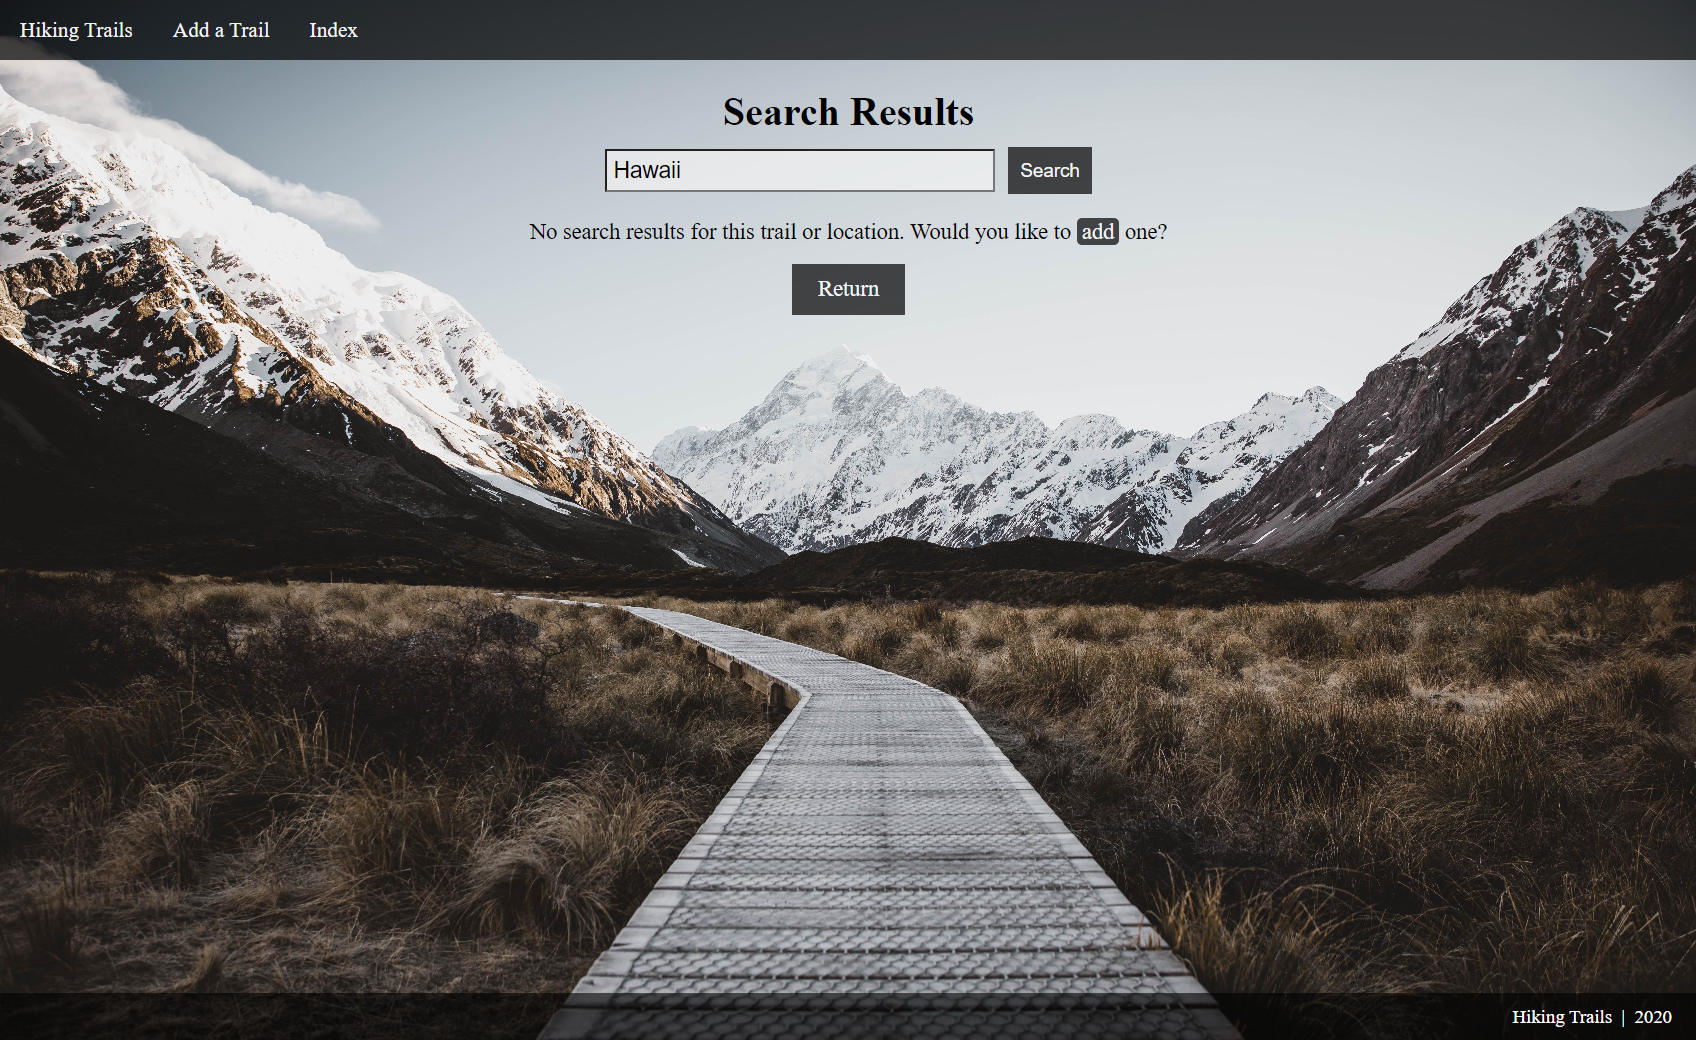 Hiking Trails Add a Trail Index
Search Results
Hawaii Search
No search results for this trail or location. Would you like to add one?
Return
Hiking Trails | 2020